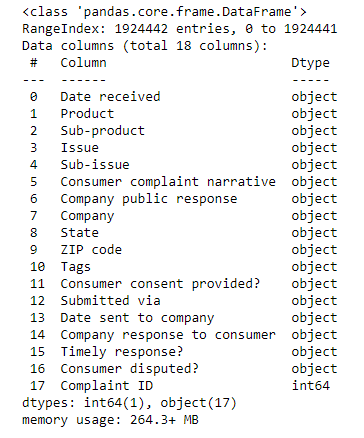 <class 'pandas.core.frame.DataFrame'>
RangeIndex: 1924442 entries, 0 to 1924441
Data columns (total 18 columns):
 #   Column                        Dtype
---  ------                        -----
 0   Date received                 object
 1   Product                       object
 2   Sub-product                   object
 3   Issue                         object
 4   Sub-issue                     object
 5   Consumer complaint narrative  object
 6   Company public response       object
 7   Company                       object
 8   State                         object
 9   ZIP code                      object
 10  Tags                          object
 11  Consumer consent provided?    object
 12  Submitted via                 object
 13  Date sent to company          object
 14  Company response to consumer  object
 15  Timely response?              object
 16  Consumer disputed?            object
 17  Complaint ID                  int64
dtypes: int64(1), object(17)
memory usage: 264.3+ MB